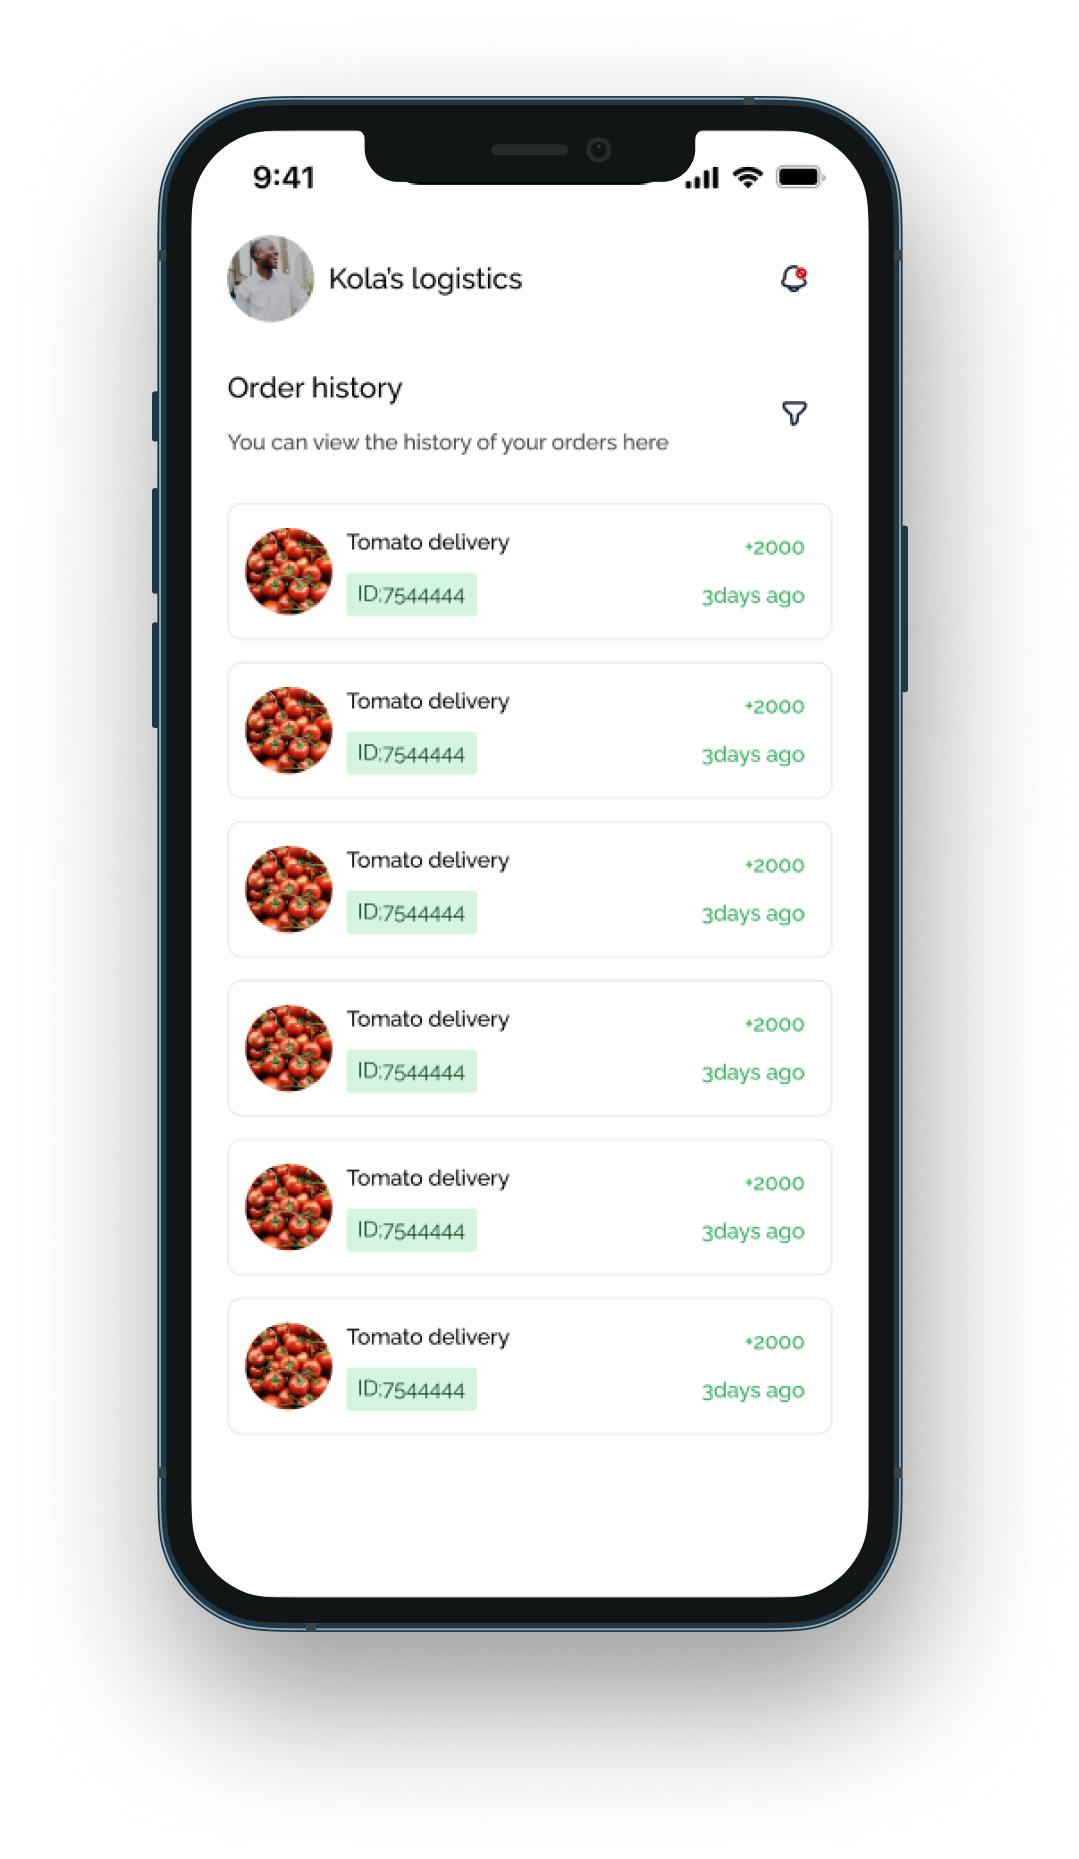 9:41
Kola's logistics
Order history
You can view the history of your orders here
Tomato delivery
+2000
ID;7544444
3days ago
Tomato delivery
+2000
ID;7544444
3days ago
Tomato delivery
+2000
ID;7544444
3days ago
Tomato delivery
+2000
ID;7544444
3days ago
Tomato delivery
+2000
ID;7544444
3days ago
Tomato delivery
+2000
ID;7544444
3days ago